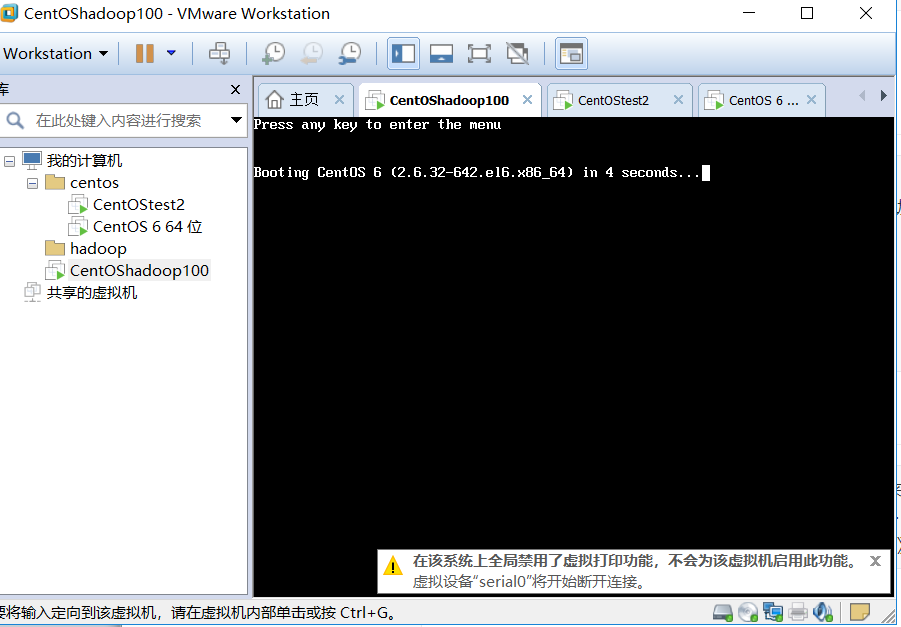 CentOShadoop100 - VMware Workstation
Workstation
库
主页
CentOShadoop100
CentOStest2
CentOS 6 ...
在此处键入内容进行搜索
我的计算机
centos
CentOStest2
CentOS 6 64 位
hadoop
CentOShadoop100
共享的虚拟机
Press any key to enter the menu
Booting CentOS 6 (2.6.32-642.el6.x86_64) in 4 seconds...
在该系统上全局禁用了虚拟打印功能，不会为该虚拟机启用此功能。
虚拟设备“serial0”将开始断开连接。
要将输入定向到该虚拟机，请在虚拟机内部单击或按 Ctrl+G。